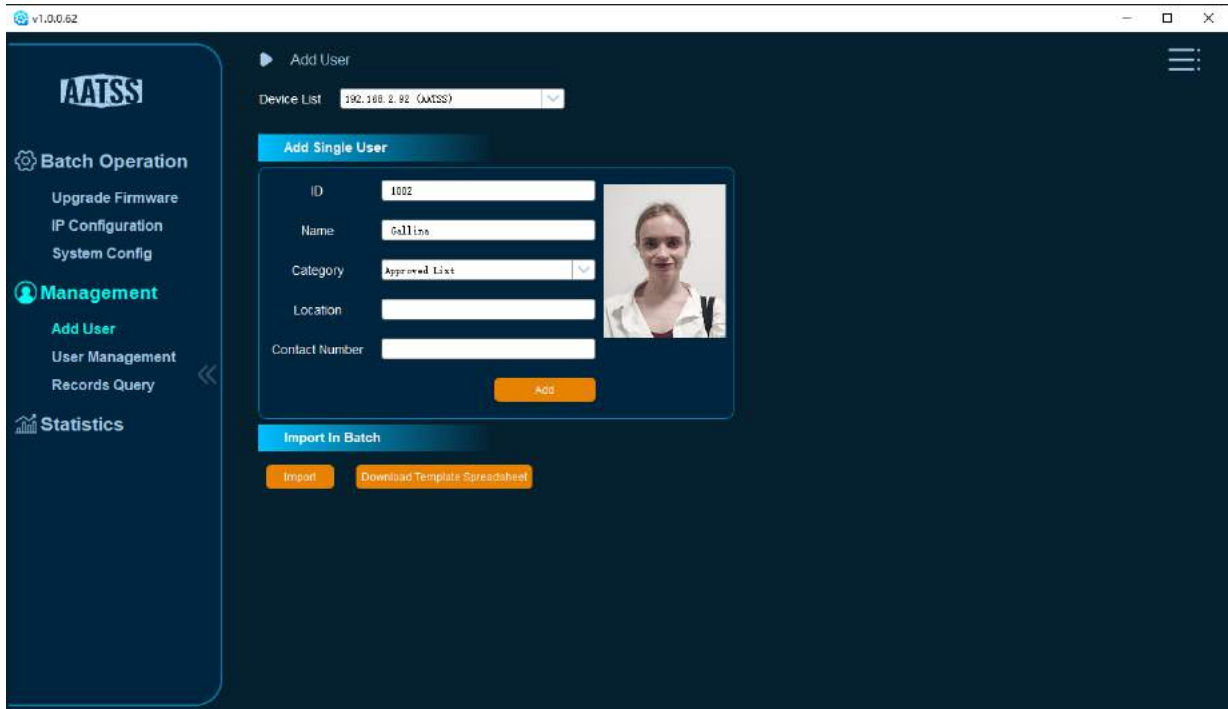 v1.0.0.62
AATSS
Batch Operation
Upgrade Firmware
IP Configuration
System Config
Management
Add User
User Management
Records Query
Statistics
Add User
Device List 192.168.2.92 (AATSS)
Add Single User
ID 1002
Name Gallina
Category Approved List
Location
Contact Number
Add
Import In Batch
Import Download Template Spreadsheet